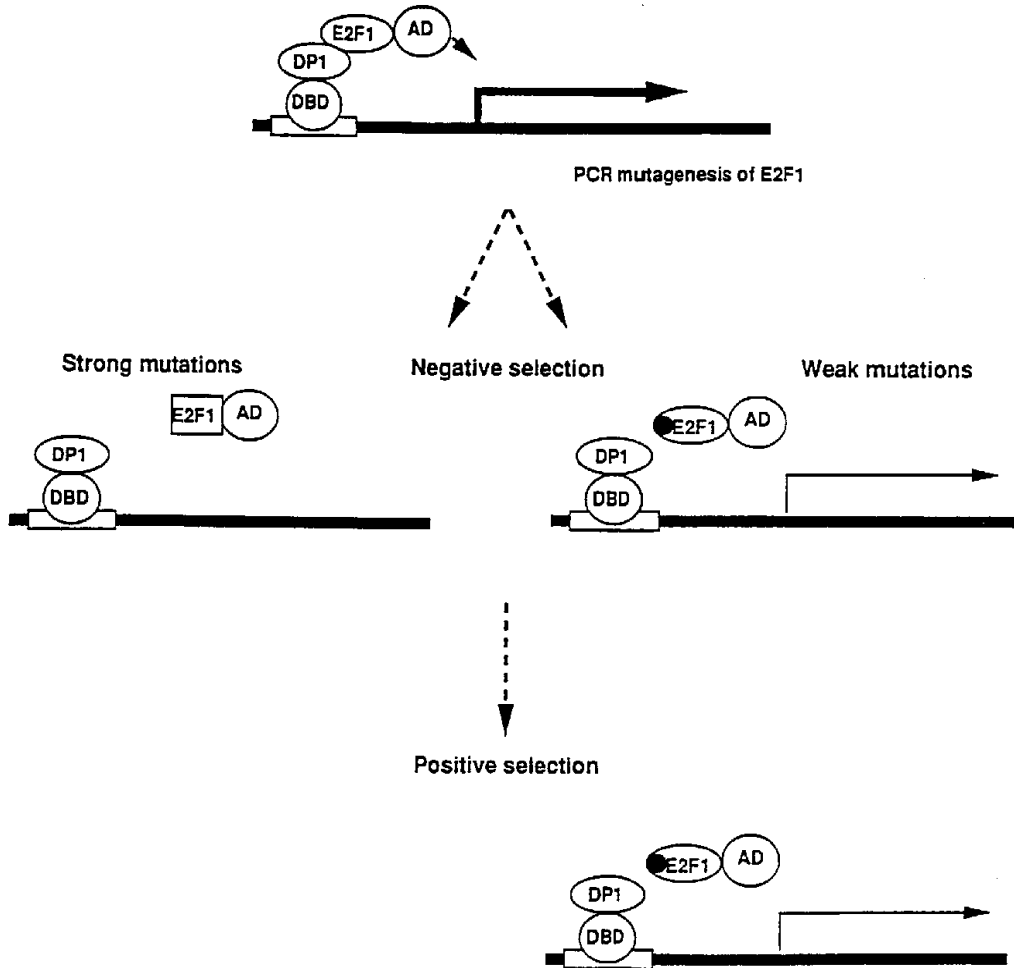 E2F1
AD
DP1
DBD
PCR mutagenesis of E2F1
Strong mutations
Negative selection
Weak mutations
E2F1
AD
DP1
DBD
E2F1
AD
DP1
DBD
Positive selection
E2F1
AD
DP1
DBD